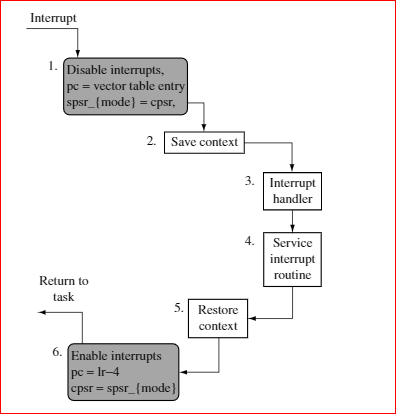 Interrupt
1. Disable interrupts,
pc = vector table entry
spsr_{mode} = cpsr,
2. Save context
3. Interrupt
handler
4. Service
interrupt
routine
Return to
task
5. Restore
context
6. Enable interrupts
pc = lr–4
cpsr = spsr_{mode}